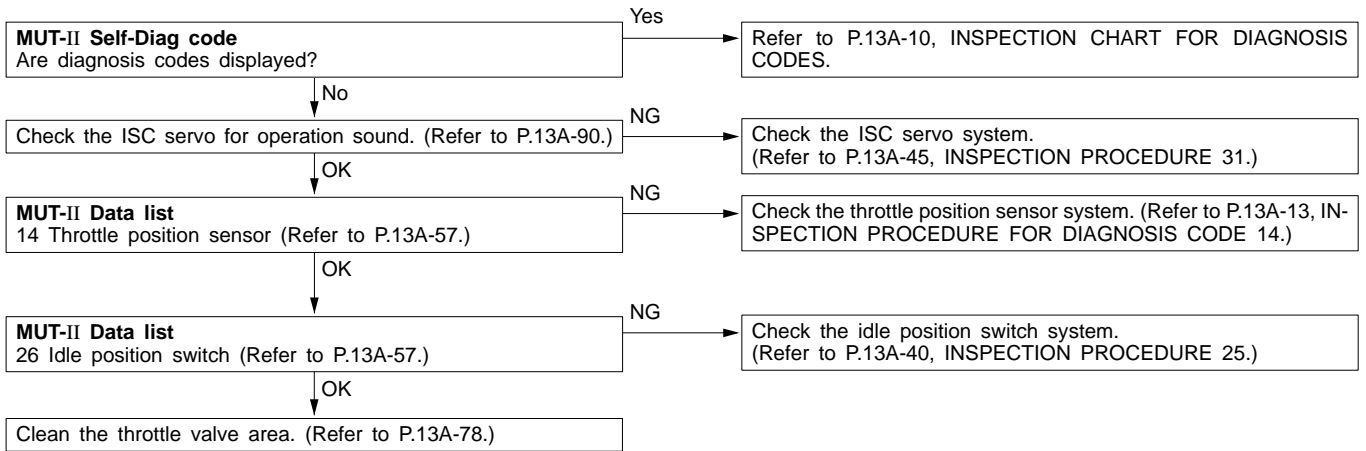 Yes
MUT-II Self-Diag code
Are diagnosis codes displayed?
Refer to P.13A-10, INSPECTION CHART FOR DIAGNOSIS
CODES.
No
Check the ISC servo for operation sound. (Refer to P.13A-90.)
NG
Check the ISC servo system.
(Refer to P.13A-45, INSPECTION PROCEDURE 31.)
OK
MUT-II Data list
14 Throttle position sensor (Refer to P.13A-57.)
NG
Check the throttle position sensor system. (Refer to P.13A-13, IN-
SPECTION PROCEDURE FOR DIAGNOSIS CODE 14.)
OK
MUT-II Data list
26 Idle position switch (Refer to P.13A-57.)
NG
Check the idle position switch system.
(Refer to P.13A-40, INSPECTION PROCEDURE 25.)
OK
Clean the throttle valve area. (Refer to P.13A-78.)